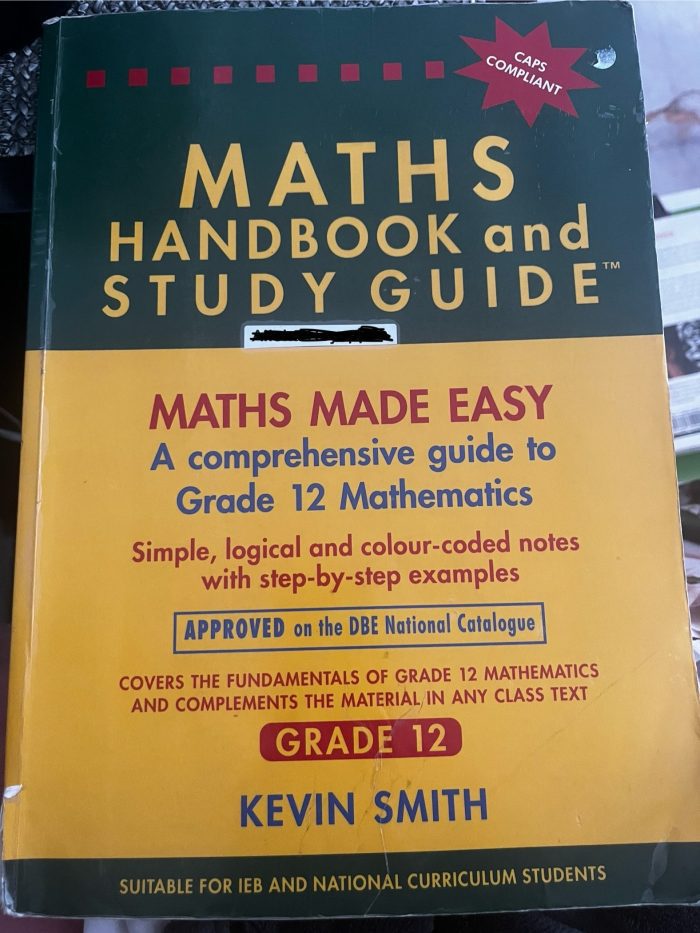 CAPS
COMPLIANT
MATHS
HANDBOOK and
STUDY GUIDE™
MATHS MADE EASY
A comprehensive guide to
Grade 12 Mathematics
Simple, logical and colour-coded notes
with step-by-step examples
APPROVED on the DBE National Catalogue
COVERS THE FUNDAMENTALS OF GRADE 12 MATHEMATICS
AND COMPLEMENTS THE MATERIAL IN ANY CLASS TEXT
GRADE 12
KEVIN SMITH
SUITABLE FOR IEB AND NATIONAL CURRICULUM STUDENTS